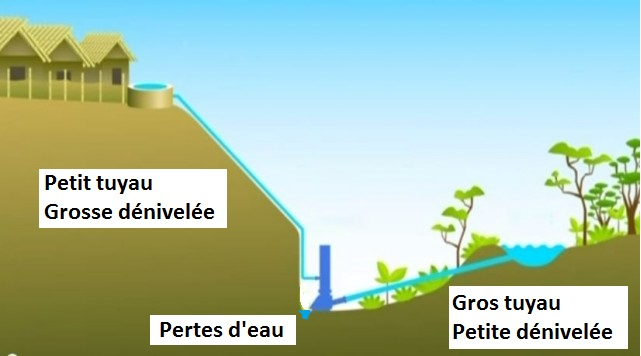 Petit tuyau
Grosse dénivelée
Pertes d'eau
Gros tuyau
Petite dénivelée